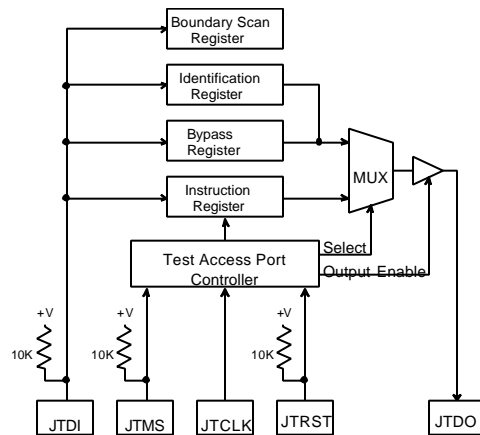 Boundary Scan
Register
Identification
Register
Bypass
Register
Instruction
Register
MUX
Select
Test Access Port
Controller
Output Enable
+V
10K
+V
10K
+V
10K
JTDI
JTMS
JTCLK
JTRST
JTDO